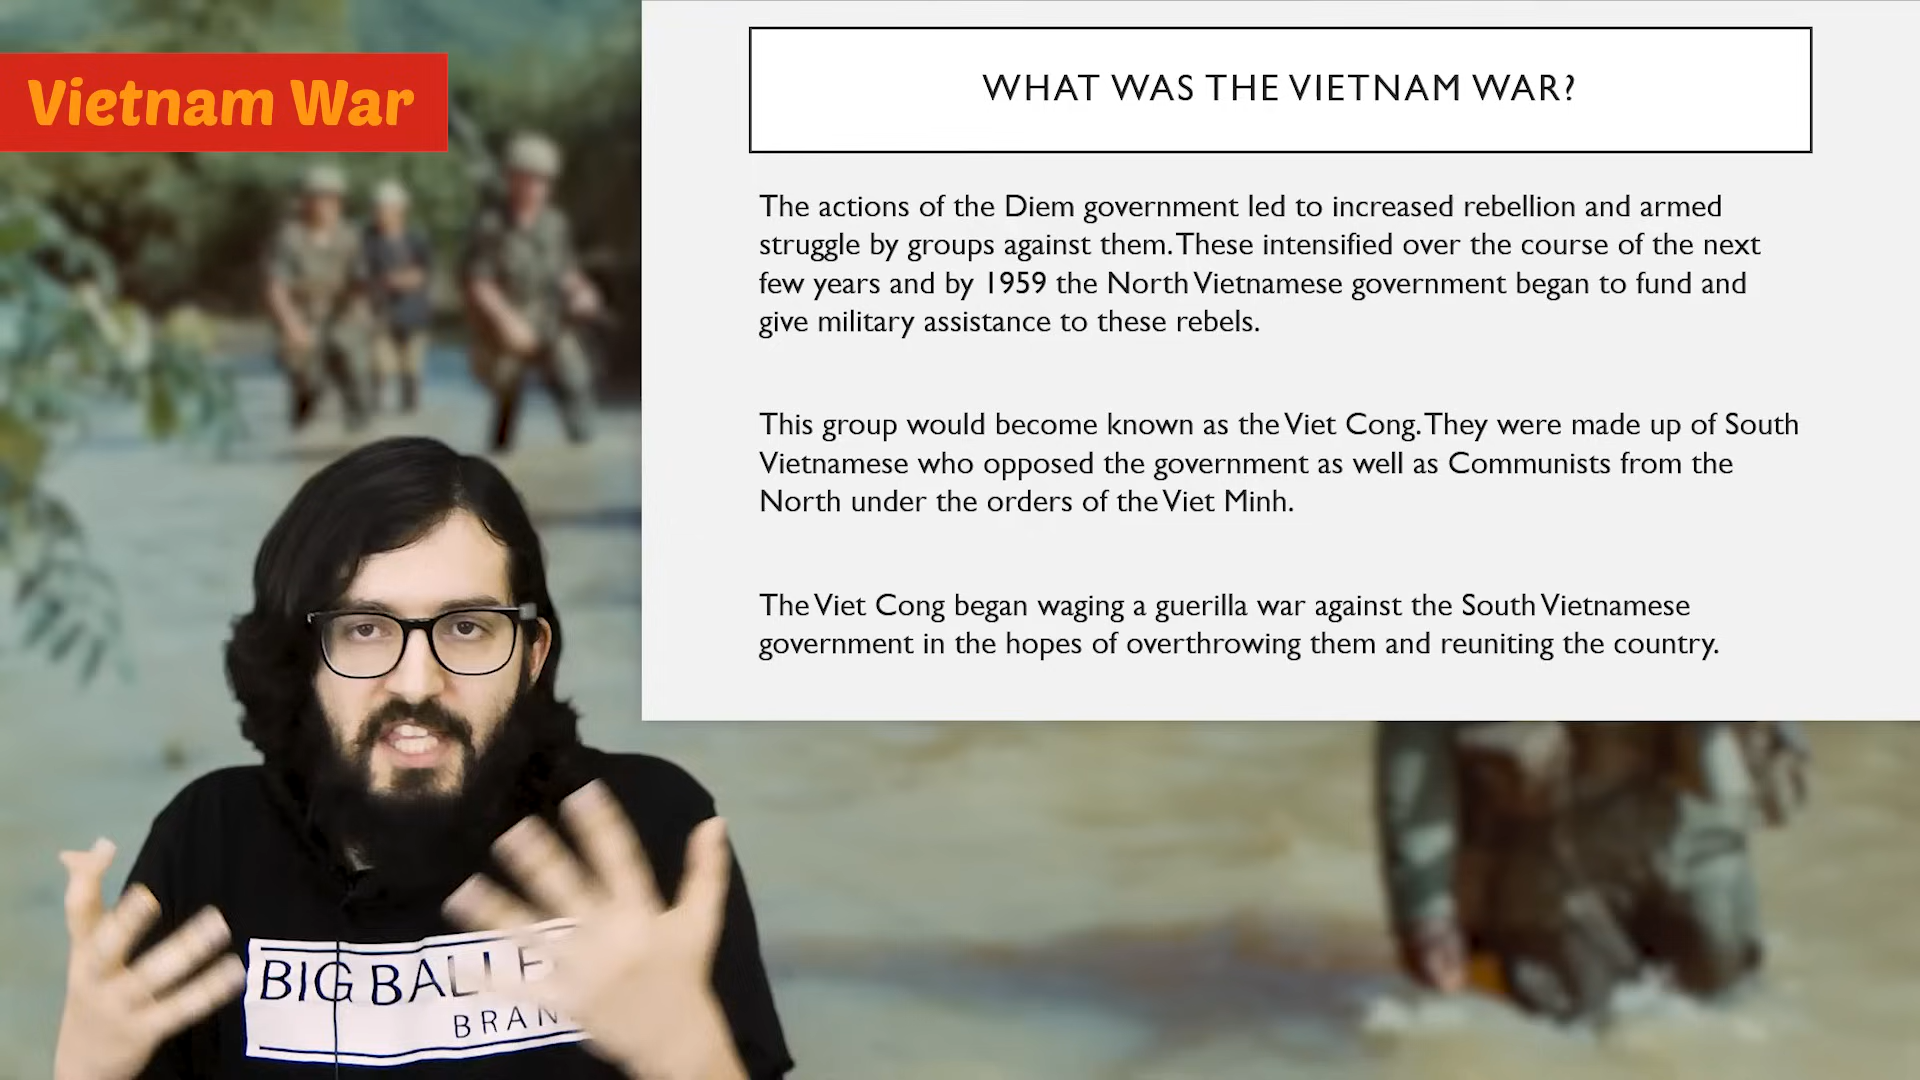 Vietnam War
WHAT WAS THE VIETNAM WAR?
The actions of the Diem government led to increased rebellion and armed
struggle by groups against them. These intensified over the course of the next
few years and by 1959 the North Vietnamese government began to fund and
give military assistance to these rebels.
This group would become known as the Viet Cong. They were made up of South
Vietnamese who opposed the government as well as Communists from the
North under the orders of the Viet Minh.
The Viet Cong began waging a guerilla war against the South Vietnamese
government in the hopes of overthrowing them and reuniting the country.
BIG